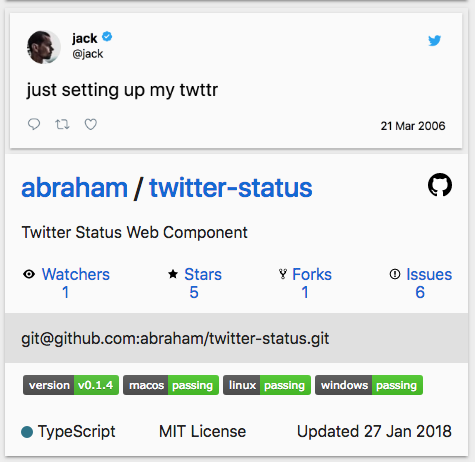 jack
@jack
just setting up my twttr
21 Mar 2006
abraham / twitter-status
Twitter Status Web Component
Watchers Stars Forks Issues
1 5 1 6
git@github.com:abraham/twitter-status.git
version v0.1.4 macos passing linux passing windows passing
TypeScript MIT License Updated 27 Jan 2018